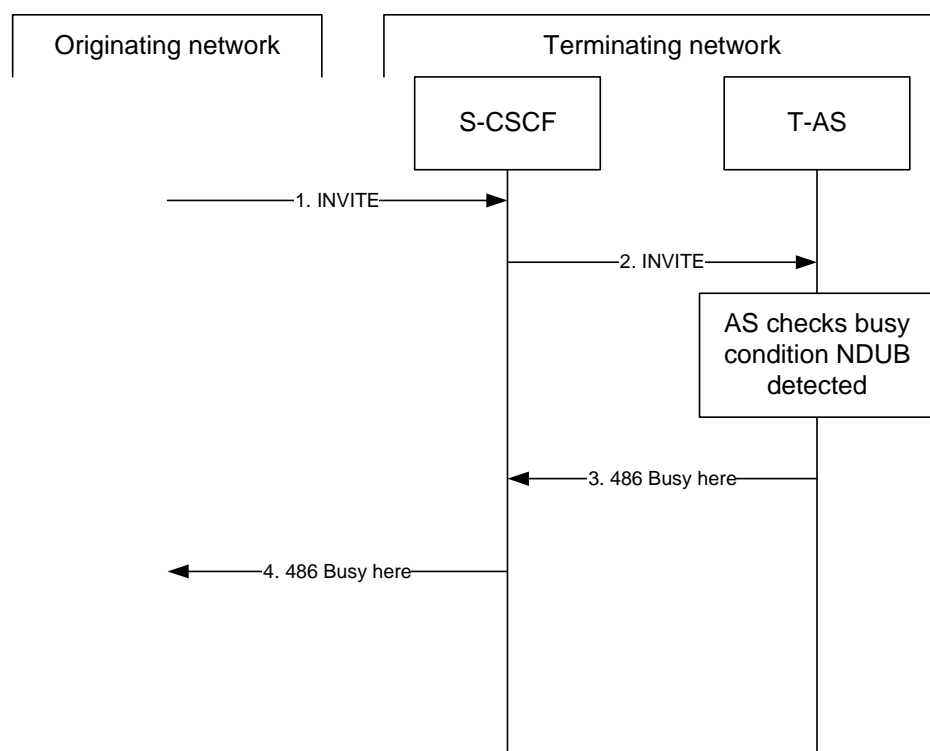 Originating network
Terminating network
S-CSCF
T-AS
1. INVITE
2. INVITE
AS checks busy
condition NDUB
detected
3. 486 Busy here
4. 486 Busy here